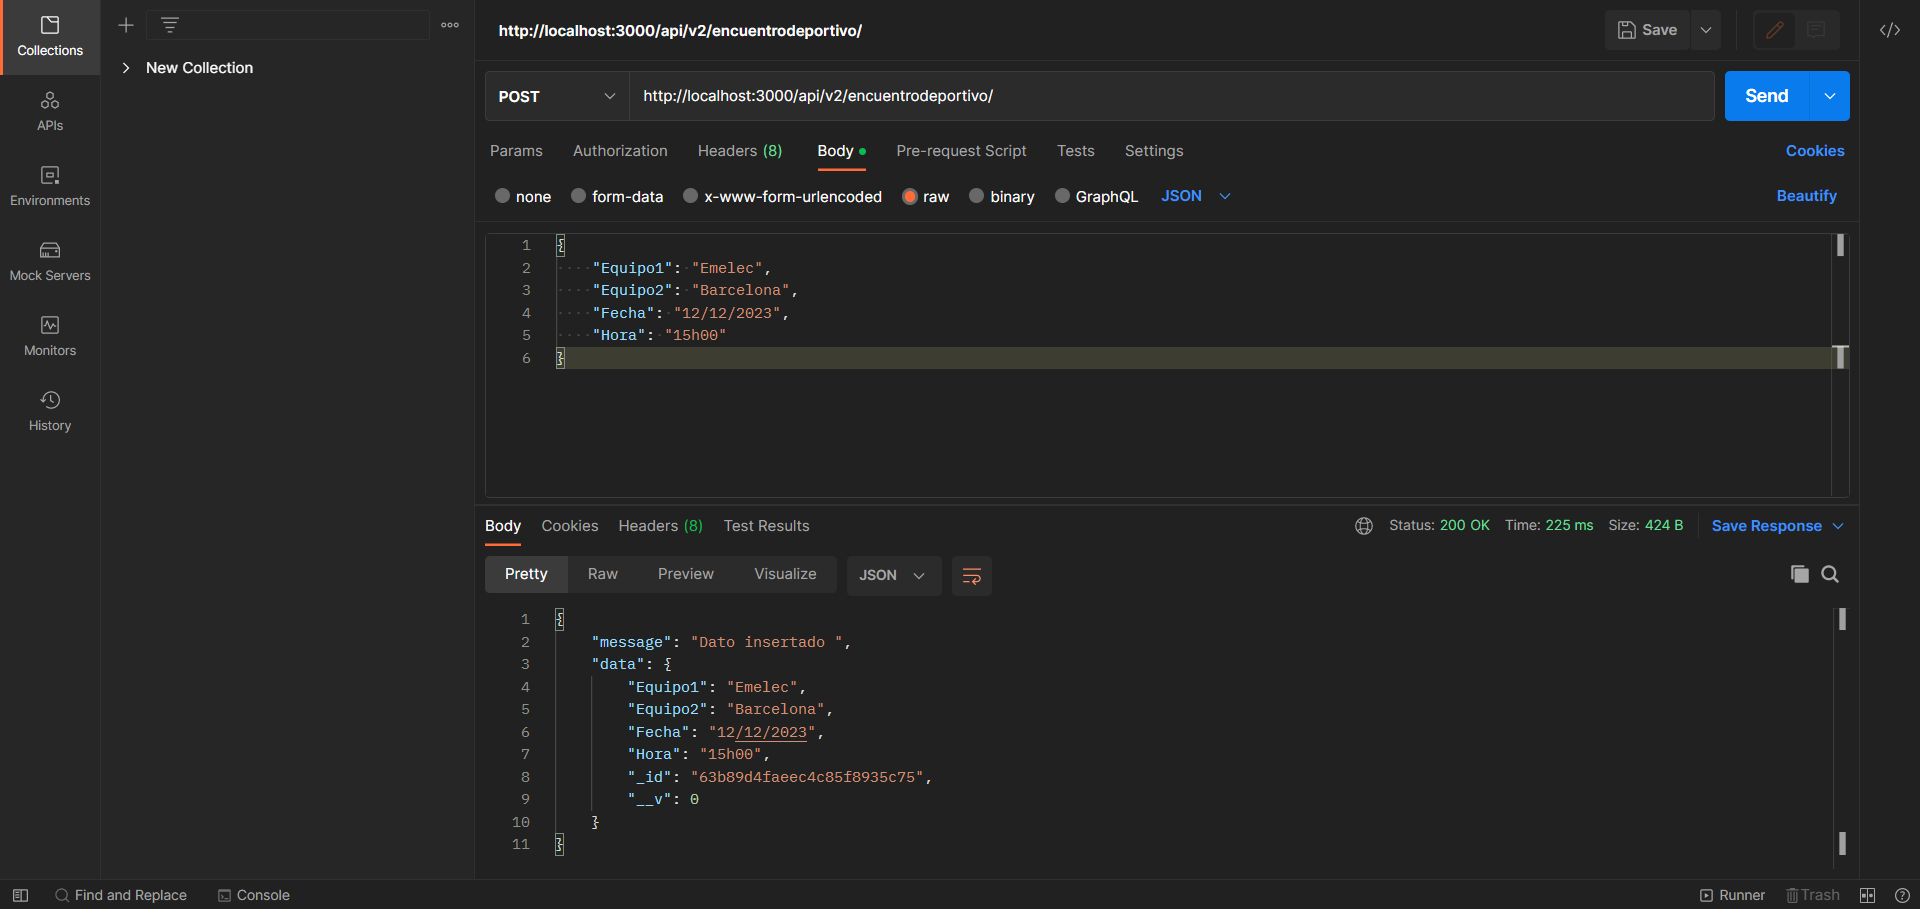 Collections
APIs
Environments
Mock Servers
Monitors
History
New Collection
http://localhost:3000/api/v2/encuentrodeportivo/
Save
POST
http://localhost:3000/api/v2/encuentrodeportivo/
Send
Params Authorization Headers (8) Body Pre-request Script Tests Settings Cookies
none form-data x-www-form-urlencoded raw binary GraphQL JSON Beautify
1 {
2 "Equipo1": "Emelec",
3 "Equipo2": "Barcelona",
4 "Fecha": "12/12/2023",
5 "Hora": "15h00"
6 }
Body Cookies Headers (8) Test Results Status: 200 OK Time: 225 ms Size: 424 B Save Response
Pretty Raw Preview Visualize JSON
1 {
2 "message": "Dato insertado ",
3 "data": {
4 "Equipo1": "Emelec",
5 "Equipo2": "Barcelona",
6 "Fecha": "12/12/2023",
7 "Hora": "15h00",
8 "_id": "63b89d4faeec4c85f8935c75",
9 "__v": 0
10 }
11 }
Find and Replace Console Runner Trash